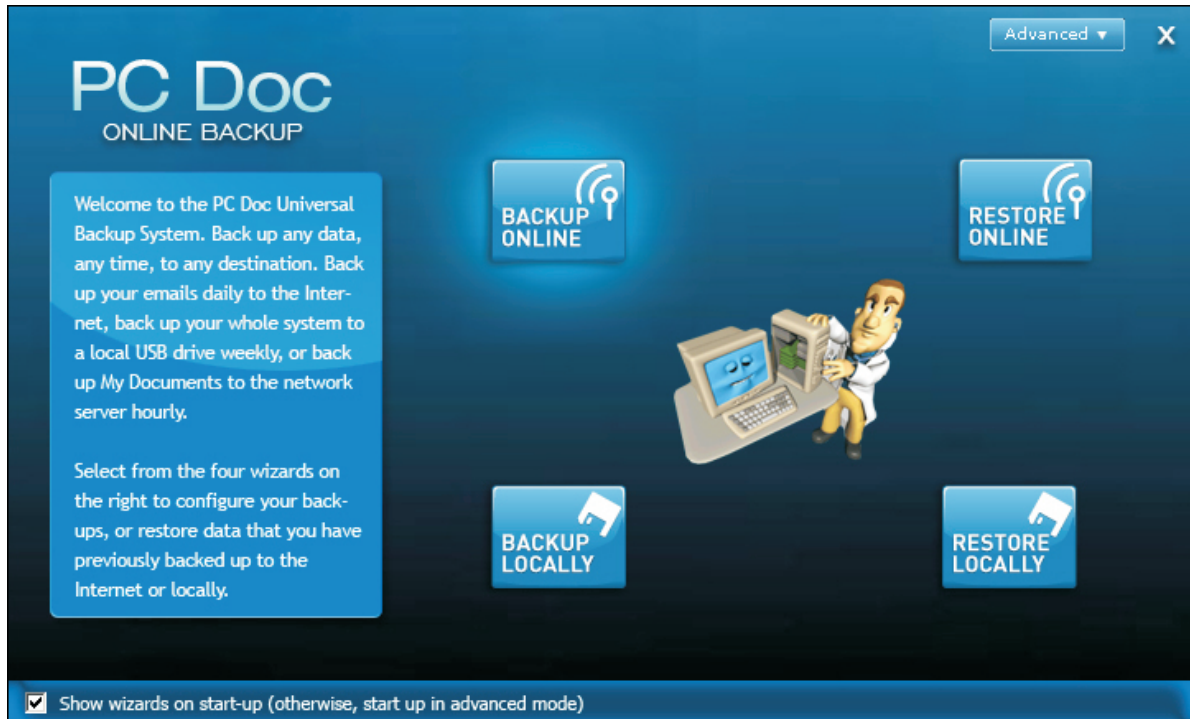 Advanced ▼
X
PC Doc
ONLINE BACKUP
Welcome to the PC Doc Universal
Backup System. Back up any data,
any time, to any destination. Back
up your emails daily to the Inter-
net, back up your whole system to
a local USB drive weekly, or back
up My Documents to the network
server hourly.
Select from the four wizards on
the right to configure your back-
ups, or restore data that you have
previously backed up to the
Internet or locally.
BACKUP
ONLINE
RESTORE
ONLINE
BACKUP
LOCALLY
RESTORE
LOCALLY
Show wizards on start-up (otherwise, start up in advanced mode)